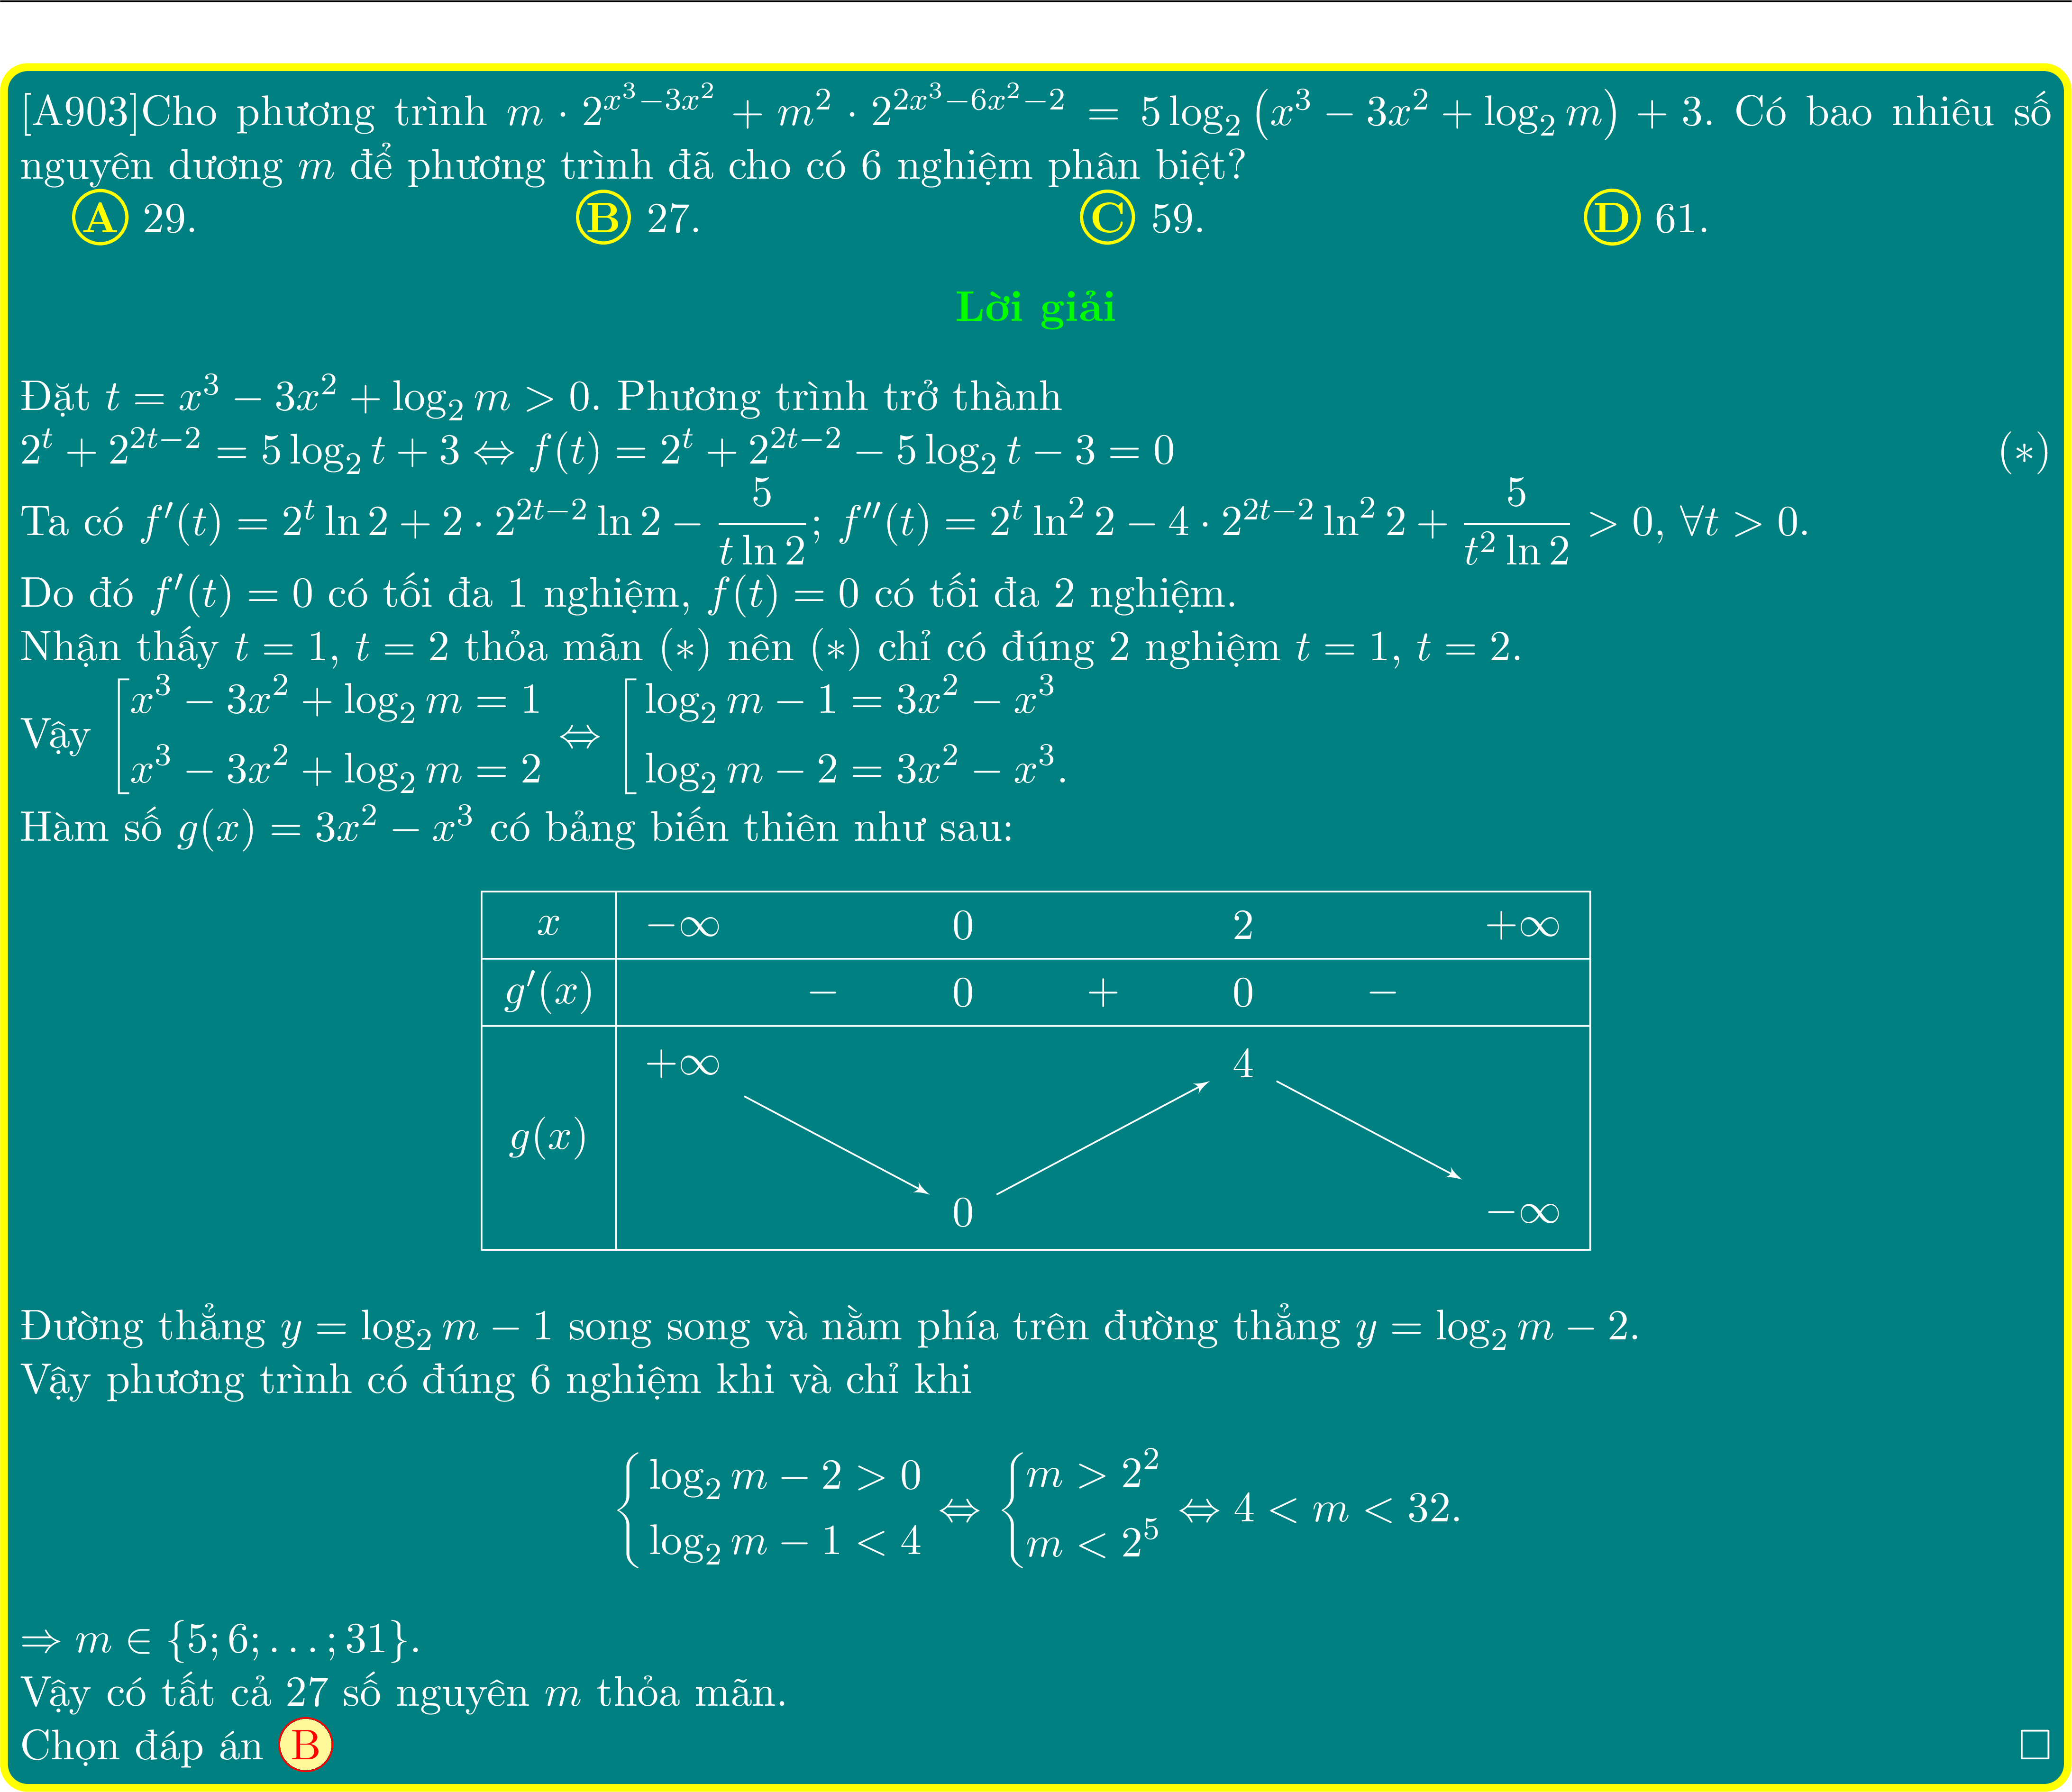 [A903]Cho phương trình $m \cdot 2^{x^3-3x^2} + m^2 \cdot 2^{2x^3-6x^2-2} = 5\log_2\left(x^3 - 3x^2 + \log_2 m\right) + 3$. Có bao nhiêu số
nguyên dương $m$ để phương trình đã cho có 6 nghiệm phân biệt?
A 29. B 27. C 59. D 61.
Lời giải
Đặt $t = x^3 - 3x^2 + \log_2 m > 0$. Phương trình trở thành
$2^t + 2^{2t-2} = 5\log_2 t + 3 \Leftrightarrow f(t) = 2^t + 2^{2t-2} - 5\log_2 t - 3 = 0$ (∗)
Ta có $f'(t) = 2^t \ln 2 + 2 \cdot 2^{2t-2} \ln 2 - \dfrac{5}{t \ln 2}$; $f''(t) = 2^t \ln^2 2 - 4 \cdot 2^{2t-2} \ln^2 2 + \dfrac{5}{t^2 \ln 2} > 0, \forall t > 0$.
Do đó $f'(t) = 0$ có tối đa 1 nghiệm, $f(t) = 0$ có tối đa 2 nghiệm.
Nhận thấy $t = 1$, $t = 2$ thỏa mãn (∗) nên (∗) chỉ có đúng 2 nghiệm $t = 1$, $t = 2$.
Vậy $\left[\begin{array}{l} x^3 - 3x^2 + \log_2 m = 1 \\ x^3 - 3x^2 + \log_2 m = 2 \end{array}\right. \Leftrightarrow \left[\begin{array}{l} \log_2 m - 1 = 3x^2 - x^3 \\ \log_2 m - 2 = 3x^2 - x^3. \end{array}\right.$
Hàm số $g(x) = 3x^2 - x^3$ có bảng biến thiên như sau:
$x$ $-\infty$ 0 2 $+\infty$
$g'(x)$ − 0 + 0 −
$+\infty$ 4
$g(x)$
0 $-\infty$
Đường thẳng $y = \log_2 m - 1$ song song và nằm phía trên đường thẳng $y = \log_2 m - 2$.
Vậy phương trình có đúng 6 nghiệm khi và chỉ khi
$\left\{\begin{array}{l} \log_2 m - 2 > 0 \\ \log_2 m - 1 < 4 \end{array}\right. \Leftrightarrow \left\{\begin{array}{l} m > 2^2 \\ m < 2^5 \end{array}\right. \Leftrightarrow 4 < m < 32.$
$\Rightarrow m \in \{5; 6; \ldots; 31\}$.
Vậy có tất cả 27 số nguyên $m$ thỏa mãn.
Chọn đáp án B □